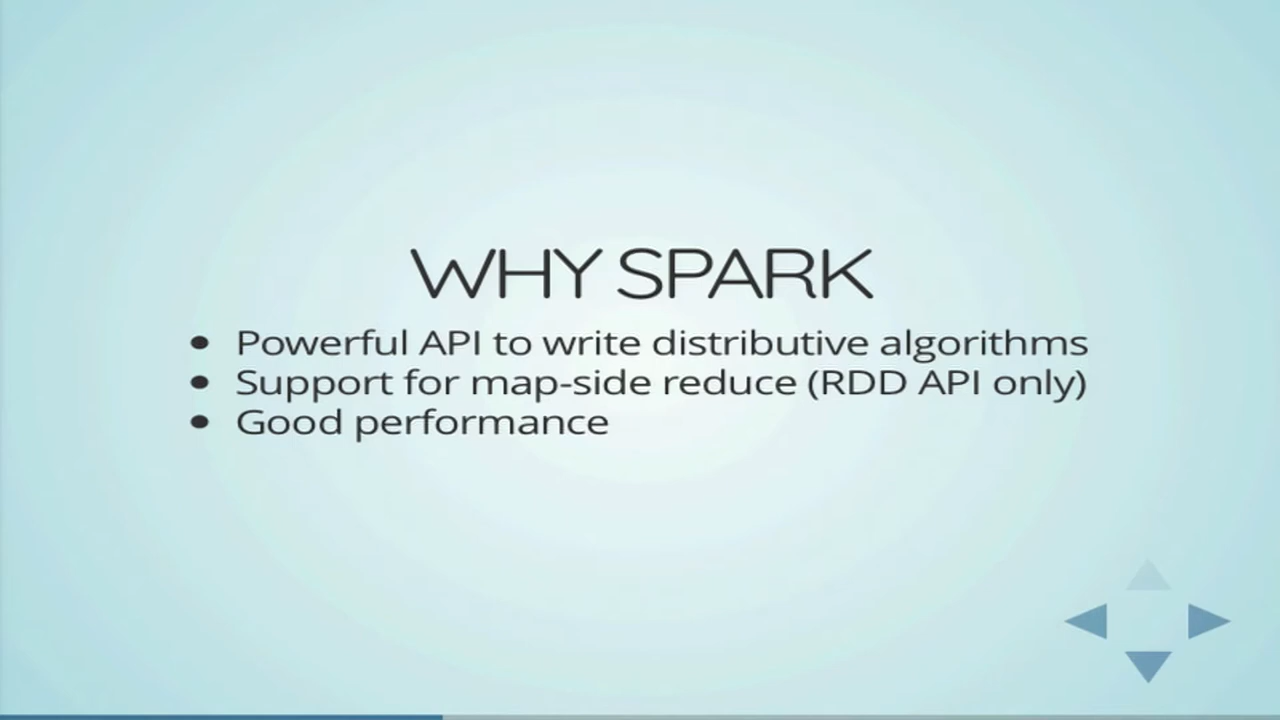 WHY SPARK
• Powerful API to write distributive algorithms
• Support for map-side reduce (RDD API only)
• Good performance